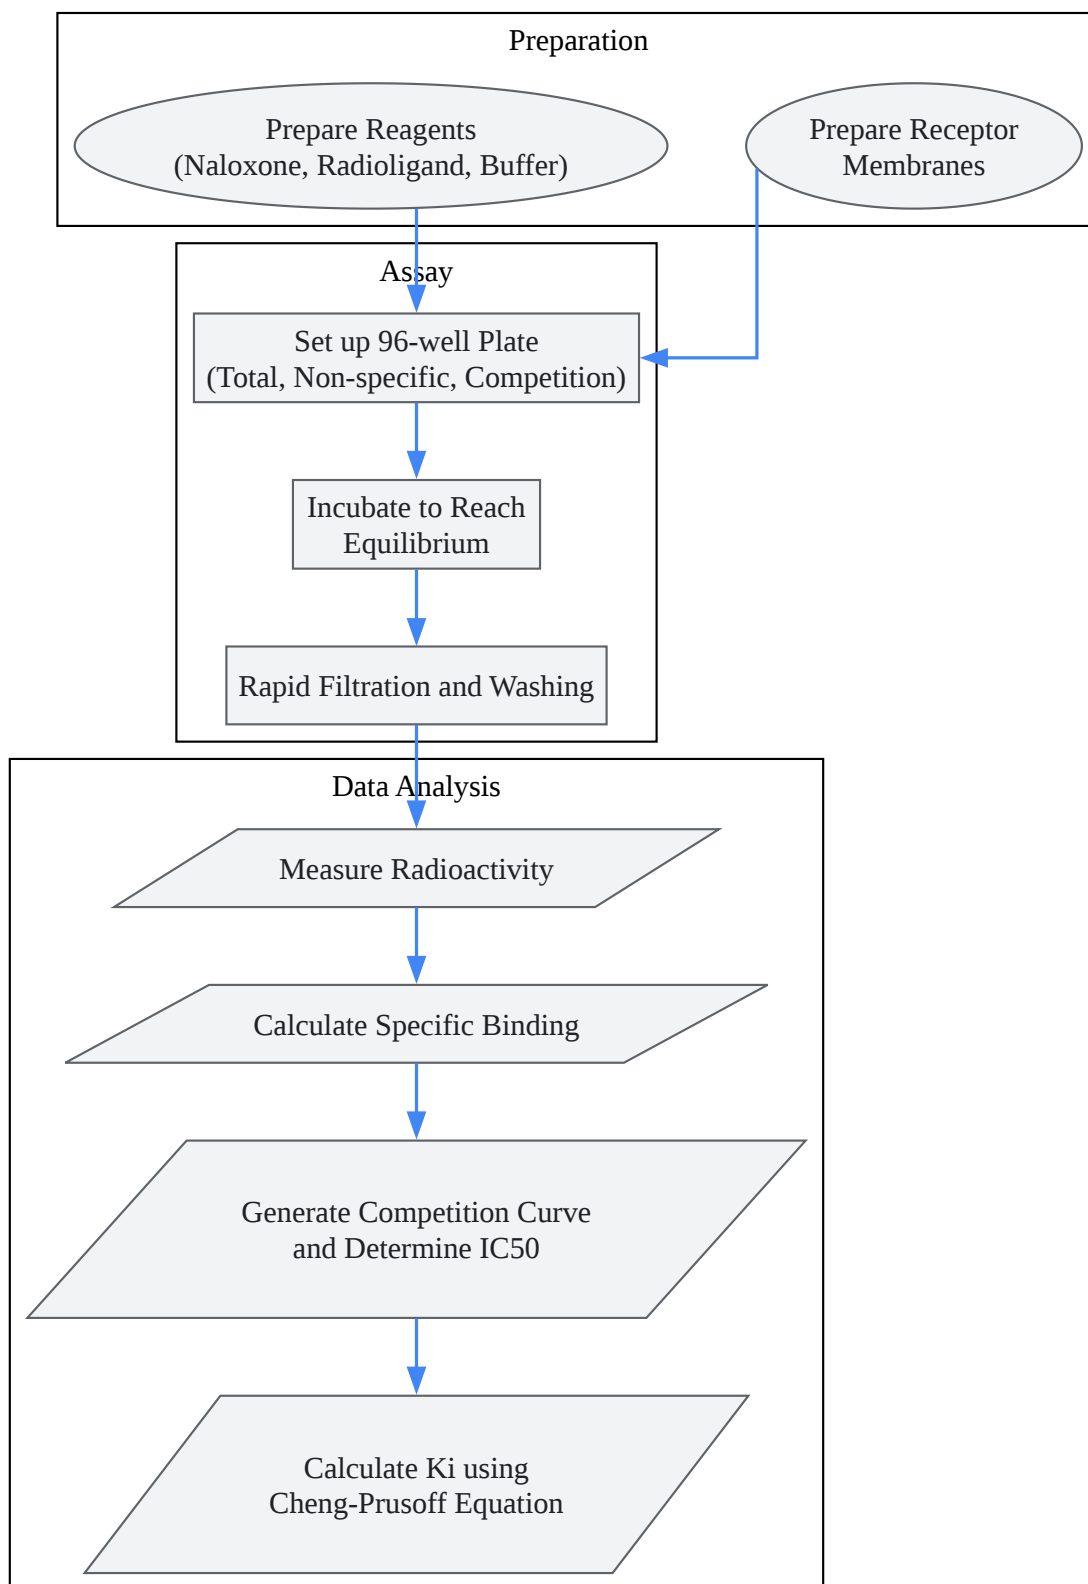 Preparation
Prepare Reagents
(Naloxone, Radioligand, Buffer)
Prepare Receptor
Membranes
Assay
Set up 96-well Plate
(Total, Non-specific, Competition)
Incubate to Reach
Equilibrium
Rapid Filtration and Washing
Data Analysis
Measure Radioactivity
Calculate Specific Binding
Generate Competition Curve
and Determine IC50
Calculate Ki using
Cheng-Prusoff Equation